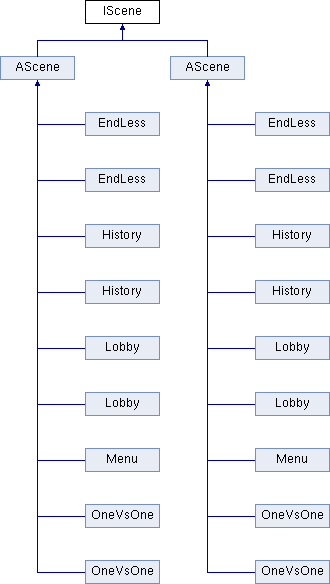 IScene
AScene
AScene
EndLess
EndLess
EndLess
EndLess
History
History
History
History
Lobby
Lobby
Lobby
Lobby
Menu
Menu
OneVsOne
OneVsOne
OneVsOne
OneVsOne